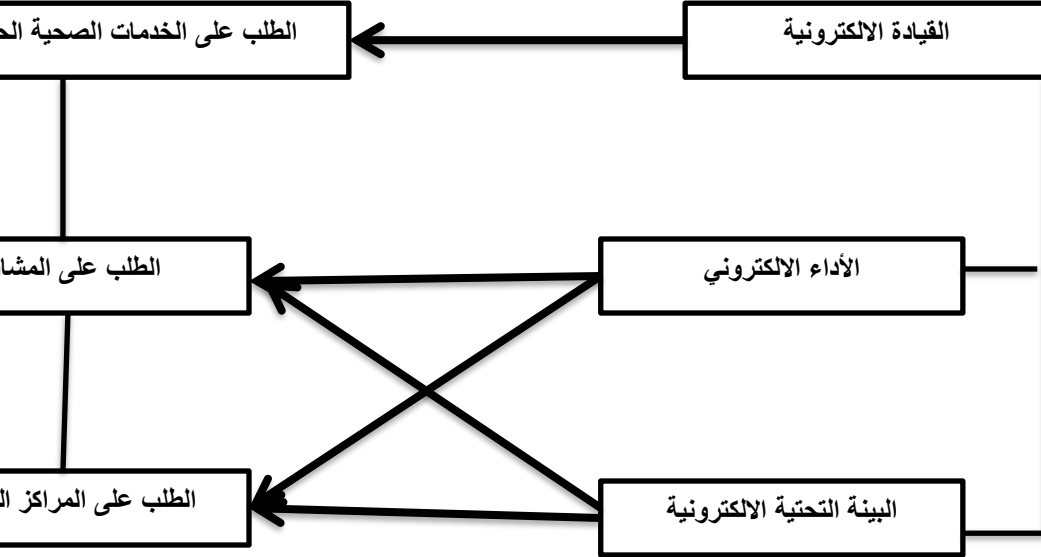 القيادة الالكترونية
الطلب على الخدمات الصحية
الأداء الالكتروني
الطلب على
البينة التحتية الالكترونية
الطلب على المراكز